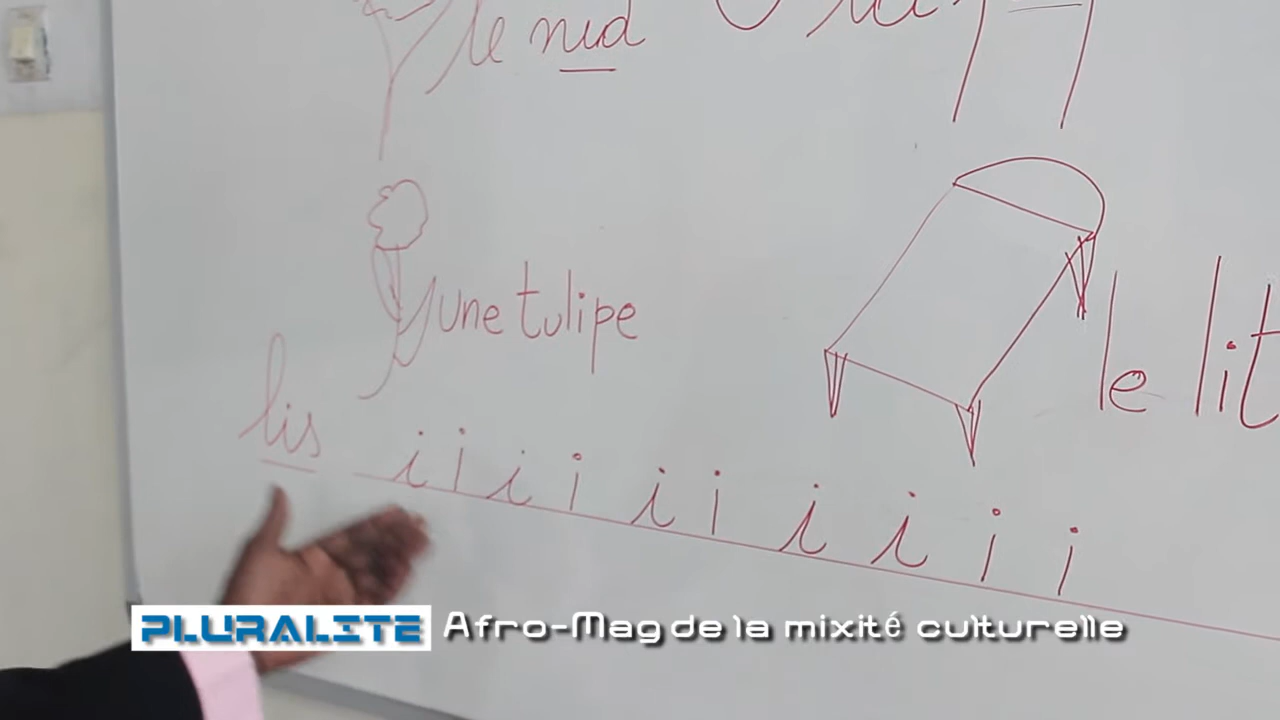 le nid
une tulipe
le lit
lis i i i i i i i i i i
PLURALITE Afro-Mag de la mixité culturelle